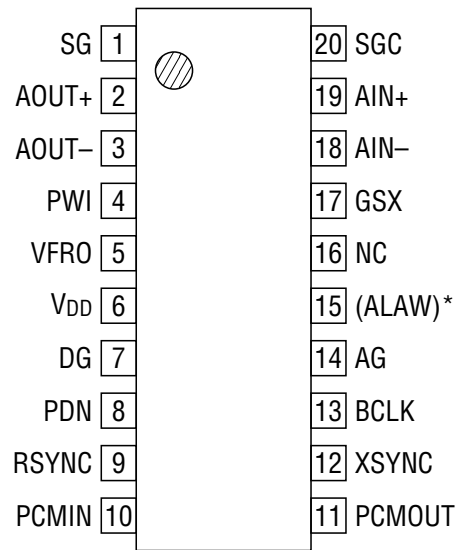 SG 1 20 SGC
AOUT+ 2 19 AIN+
AOUT– 3 18 AIN–
PWI 4 17 GSX
VFRO 5 16 NC
VDD 6 15 (ALAW)*
DG 7 14 AG
PDN 8 13 BCLK
RSYNC 9 12 XSYNC
PCMIN 10 11 PCMOUT